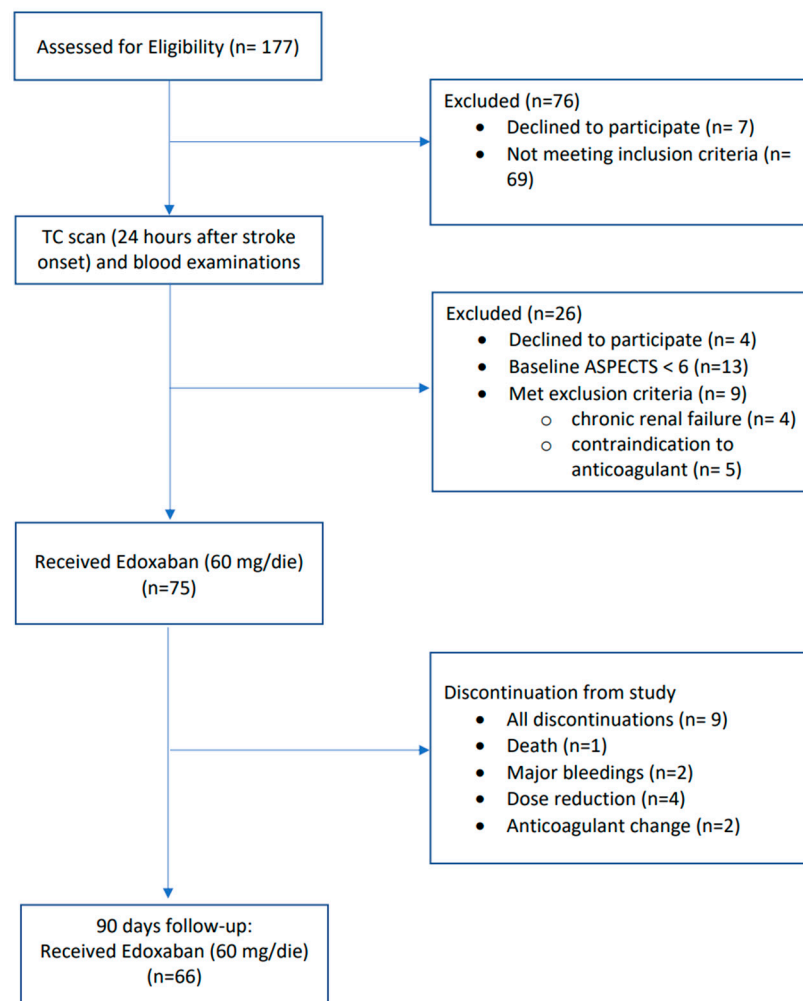 Assessed for Eligibility (n= 177)
Excluded (n=76)
• Declined to participate (n= 7)
• Not meeting inclusion criteria (n=
69)
TC scan (24 hours after stroke
onset) and blood examinations
Excluded (n=26)
• Declined to participate (n= 4)
• Baseline ASPECTS < 6 (n=13)
• Met exclusion criteria (n= 9)
o chronic renal failure (n= 4)
o contraindication to
anticoagulant (n= 5)
Received Edoxaban (60 mg/die)
(n=75)
Discontinuation from study
• All discontinuations (n= 9)
• Death (n=1)
• Major bleedings (n=2)
• Dose reduction (n=4)
• Anticoagulant change (n=2)
90 days follow-up:
Received Edoxaban (60 mg/die)
(n=66)